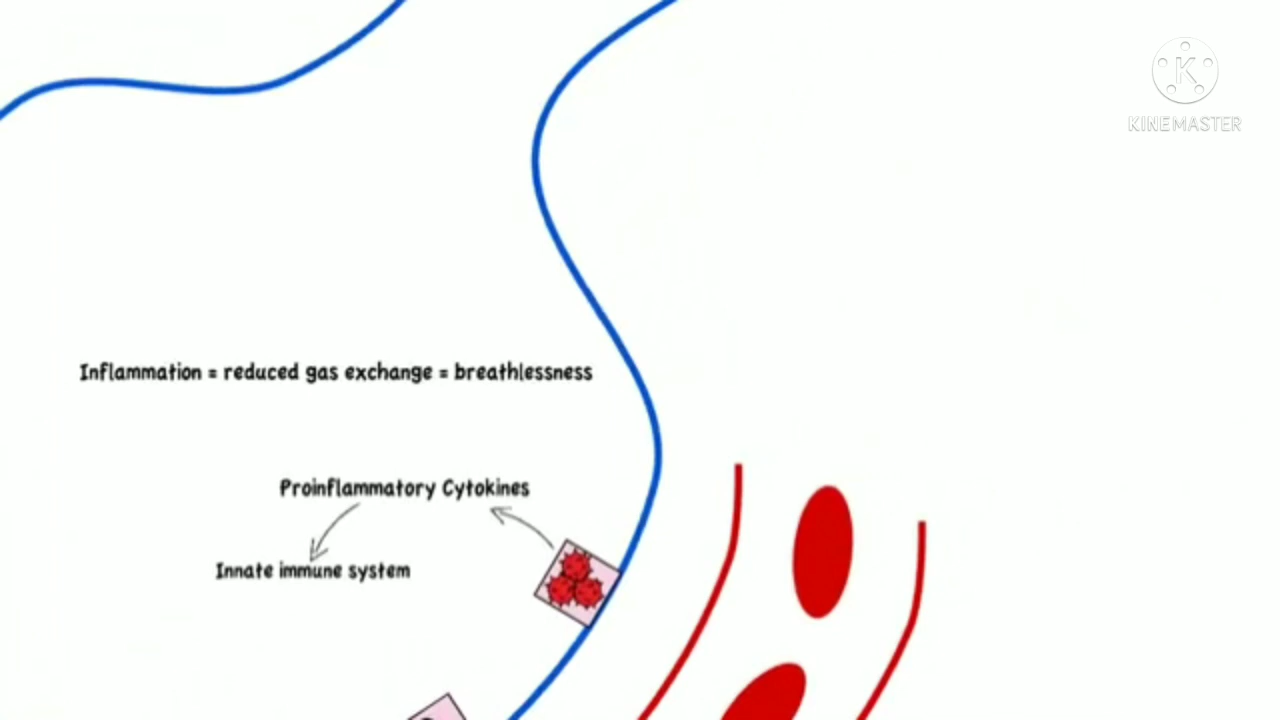 K
KINEMASTER
Inflammation = reduced gas exchange = breathlessness
Proinflammatory Cytokines
Innate immune system